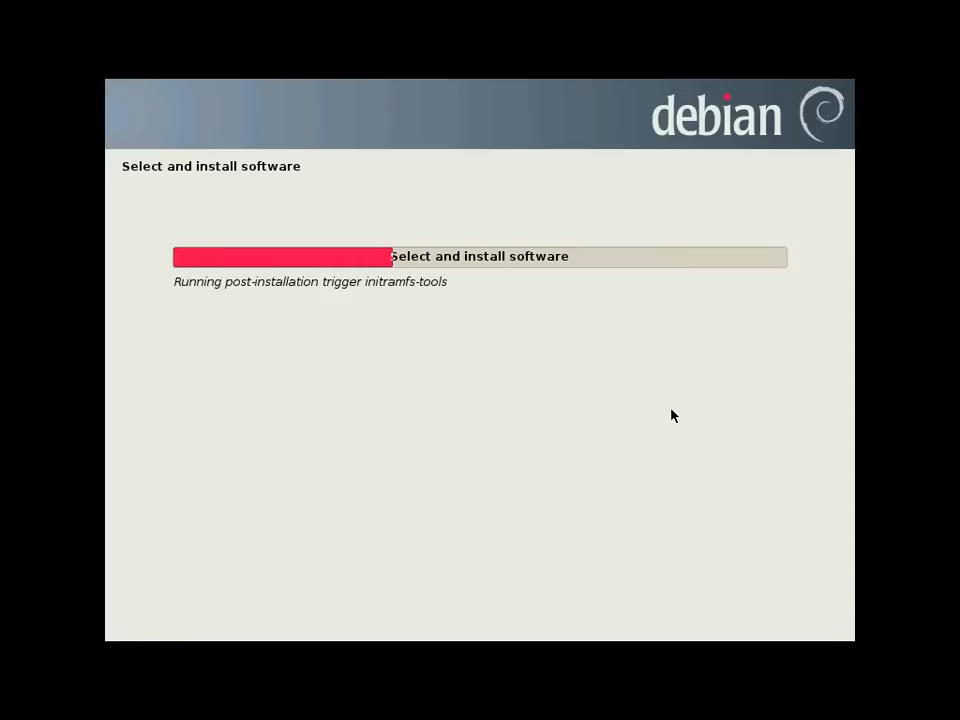 debian
Select and install software
Select and install software
Running post-installation trigger initramfs-tools